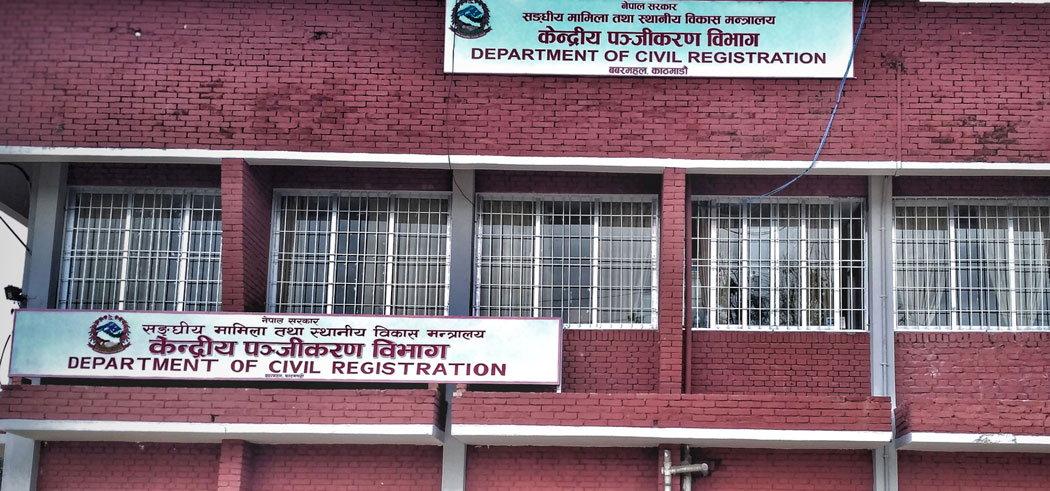 नेपाल सरकार
सङ्घीय मामिला तथा स्थानीय विकास मन्त्रालय
केन्द्रीय पञ्जीकरण विभाग
DEPARTMENT OF CIVIL REGISTRATION
बबरमहल, काठमाडौं
नेपाल सरकार
सङ्घीय मामिला तथा स्थानीय विकास मन्त्रालय
केन्द्रीय पञ्जीकरण विभाग
DEPARTMENT OF CIVIL REGISTRATION